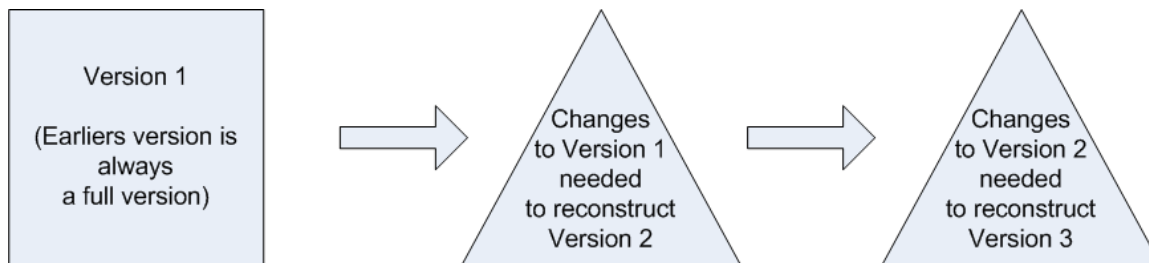 Version 1
(Earliers version is
always
a full version)
Changes
to Version 1
needed
to reconstruct
Version 2
Changes
to Version 2
needed
to reconstruct
Version 3